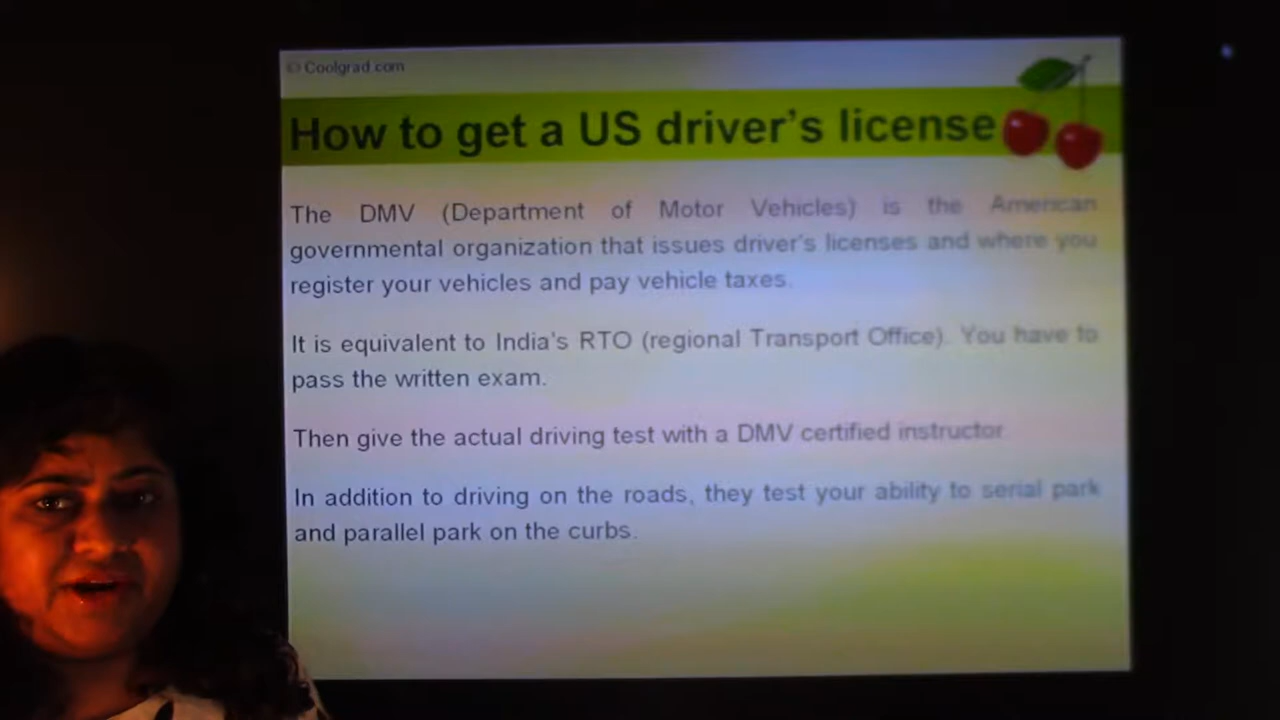 © Coolgrad.com
How to get a US driver's license
The DMV (Department of Motor Vehicles) is the American
governmental organization that issues driver's licenses and where you
register your vehicles and pay vehicle taxes.
It is equivalent to India's RTO (regional Transport Office). You have to
pass the written exam.
Then give the actual driving test with a DMV certified instructor.
In addition to driving on the roads, they test your ability to serial park
and parallel park on the curbs.